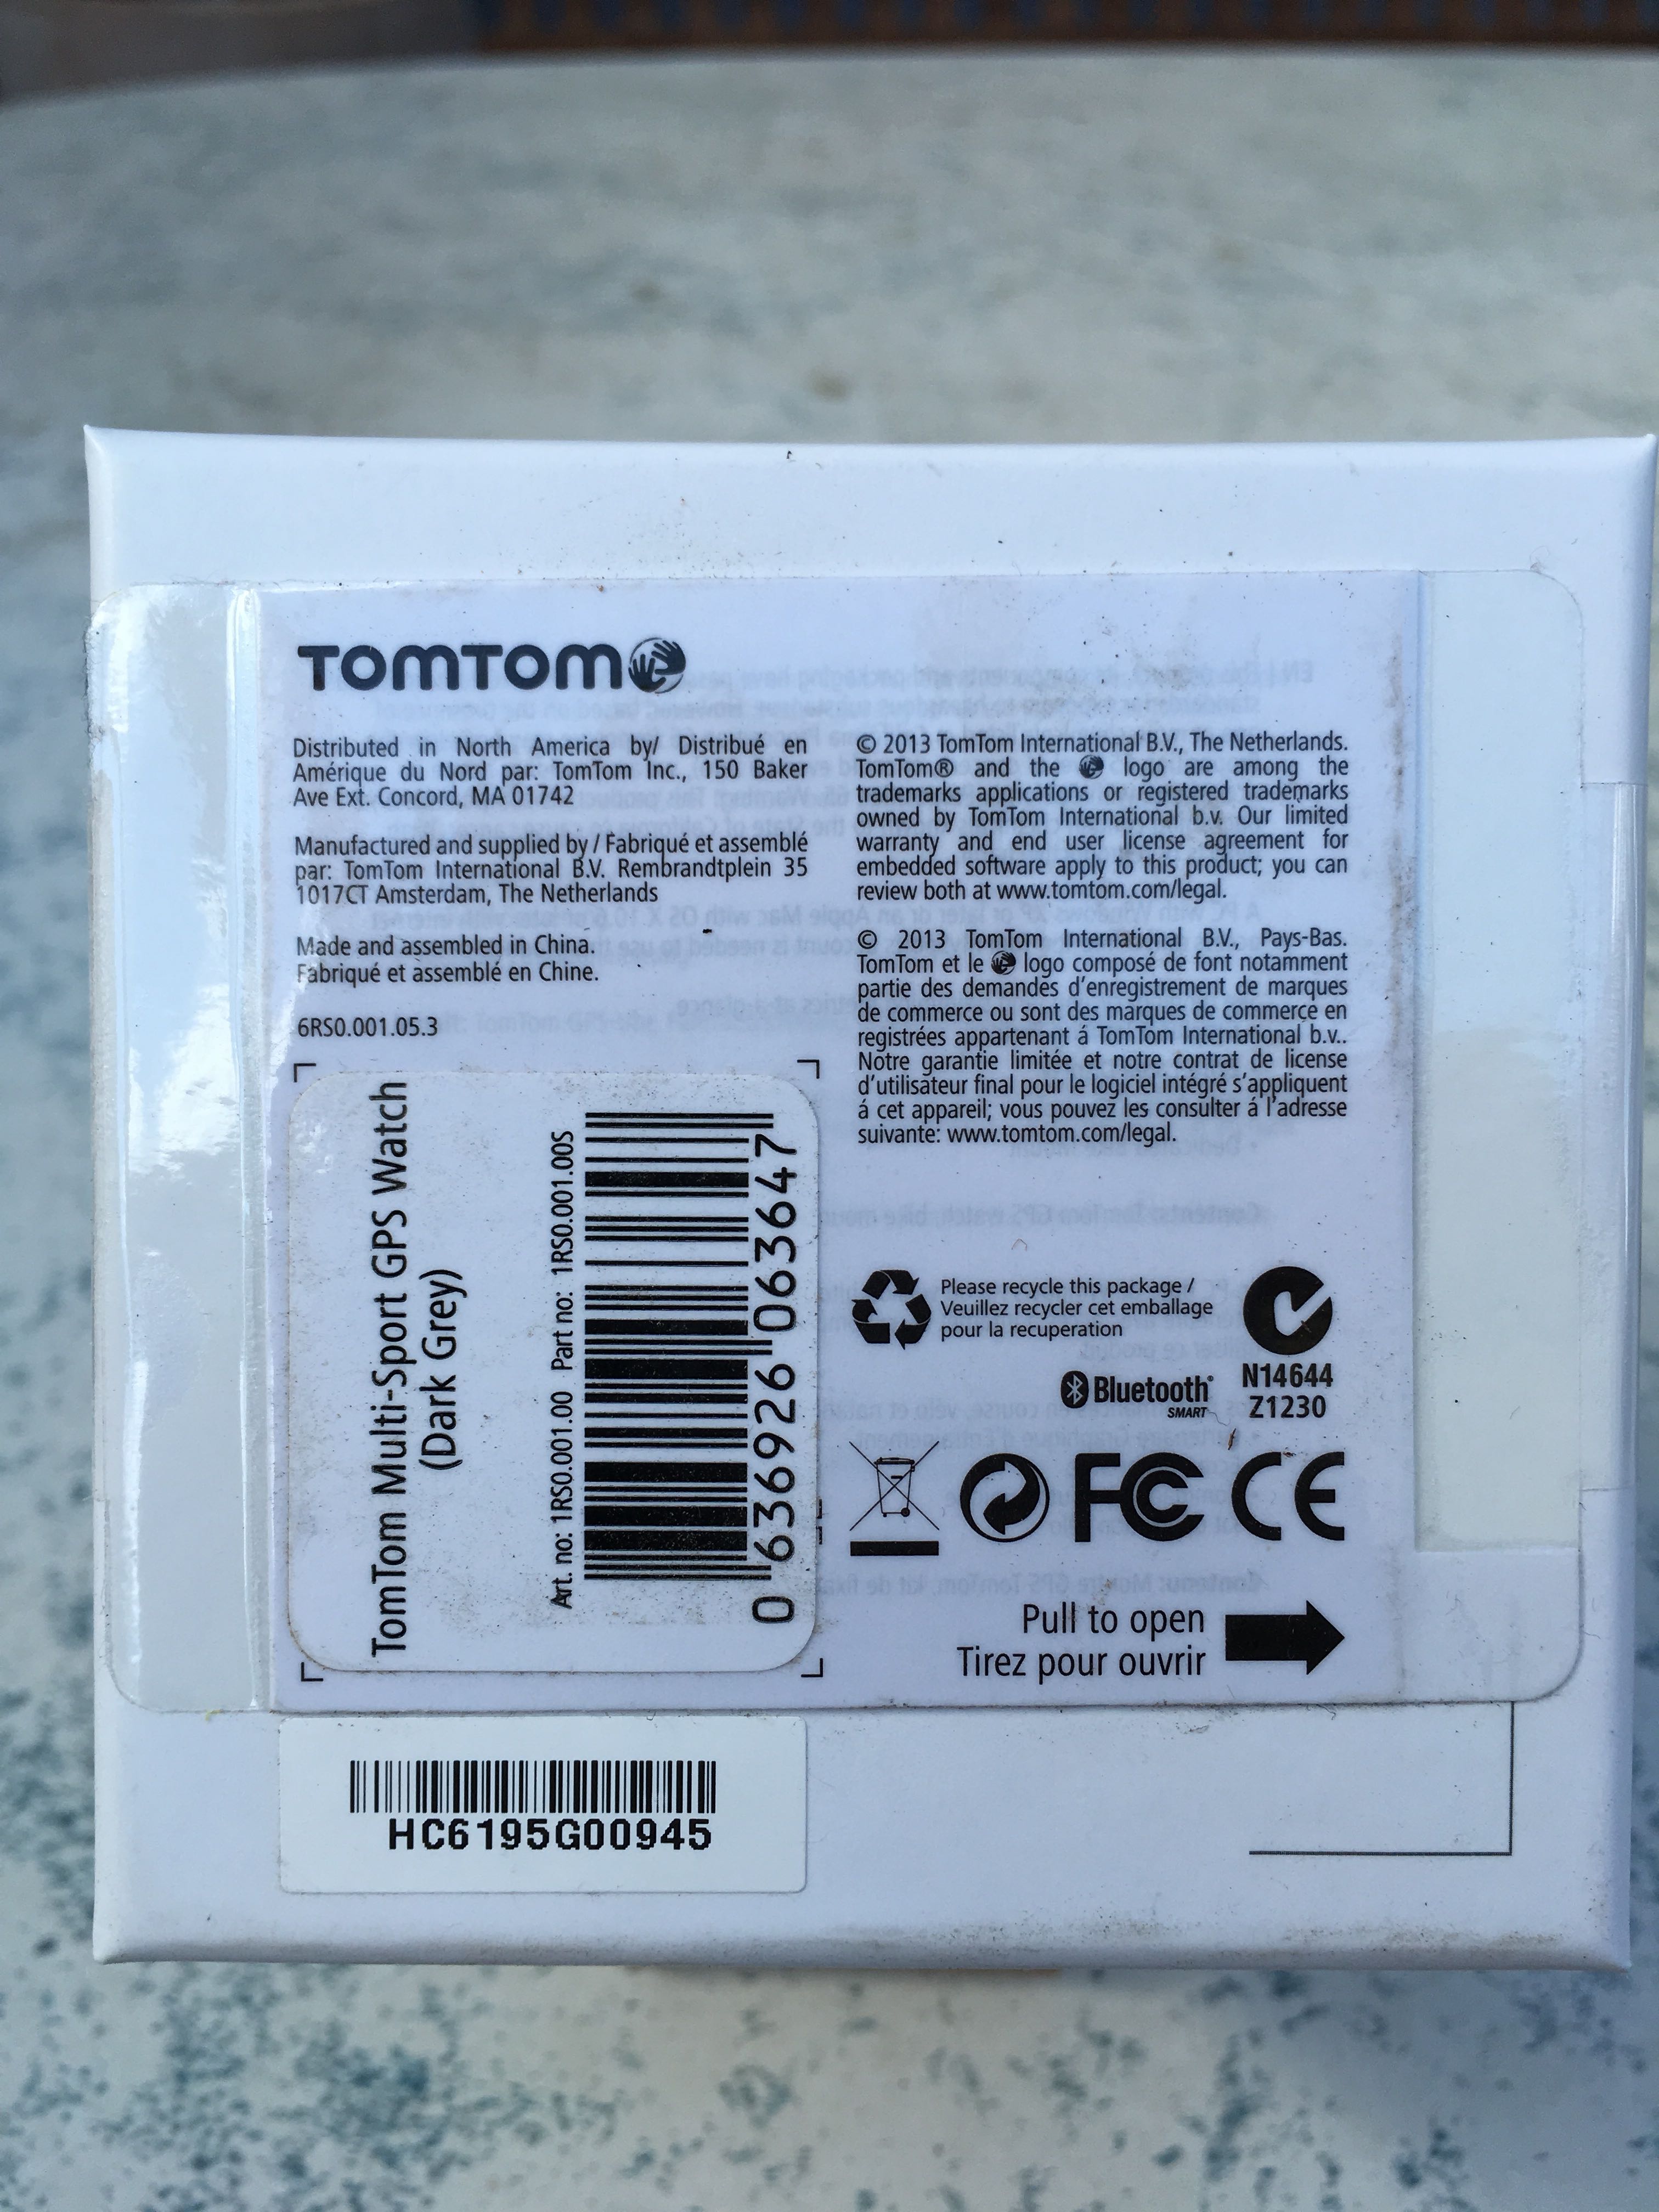 TOMTOM
Distributed in North America by/ Distribué en
Amérique du Nord par: TomTom Inc., 150 Baker
Ave Ext. Concord, MA 01742
Manufactured and supplied by / Fabriqué et assemblé
par: TomTom International B.V. Rembrandtplein 35
1017CT Amsterdam, The Netherlands
Made and assembled in China.
Fabriqué et assemblé en Chine.
6RS0.001.05.3
TomTom Multi-Sport GPS Watch
(Dark Grey)
Art. no: 1RS0.001.00 Part no: 1RS0.001.00S
0 636926 063647
© 2013 TomTom International B.V., The Netherlands.
TomTom® and the logo are among the
trademarks applications or registered trademarks
owned by TomTom International b.v. Our limited
warranty and end user license agreement for
embedded software apply to this product; you can
review both at www.tomtom.com/legal.
© 2013 TomTom International B.V., Pays-Bas.
TomTom et le logo composé de font notamment
partie des demandes d'enregistrement de marques
de commerce ou sont des marques de commerce en
registrées appartenant á TomTom International b.v..
Notre garantie limitée et notre contrat de license
d'utilisateur final pour le logiciel intégré s'appliquent
á cet appareil; vous pouvez les consulter á l'adresse
suivante: www.tomtom.com/legal.
Please recycle this package /
Veuillez recycler cet emballage
pour la recuperation
Bluetooth®
SMART
N14644
Z1230
FC CE
Pull to open
Tirez pour ouvrir
HC6195G00945